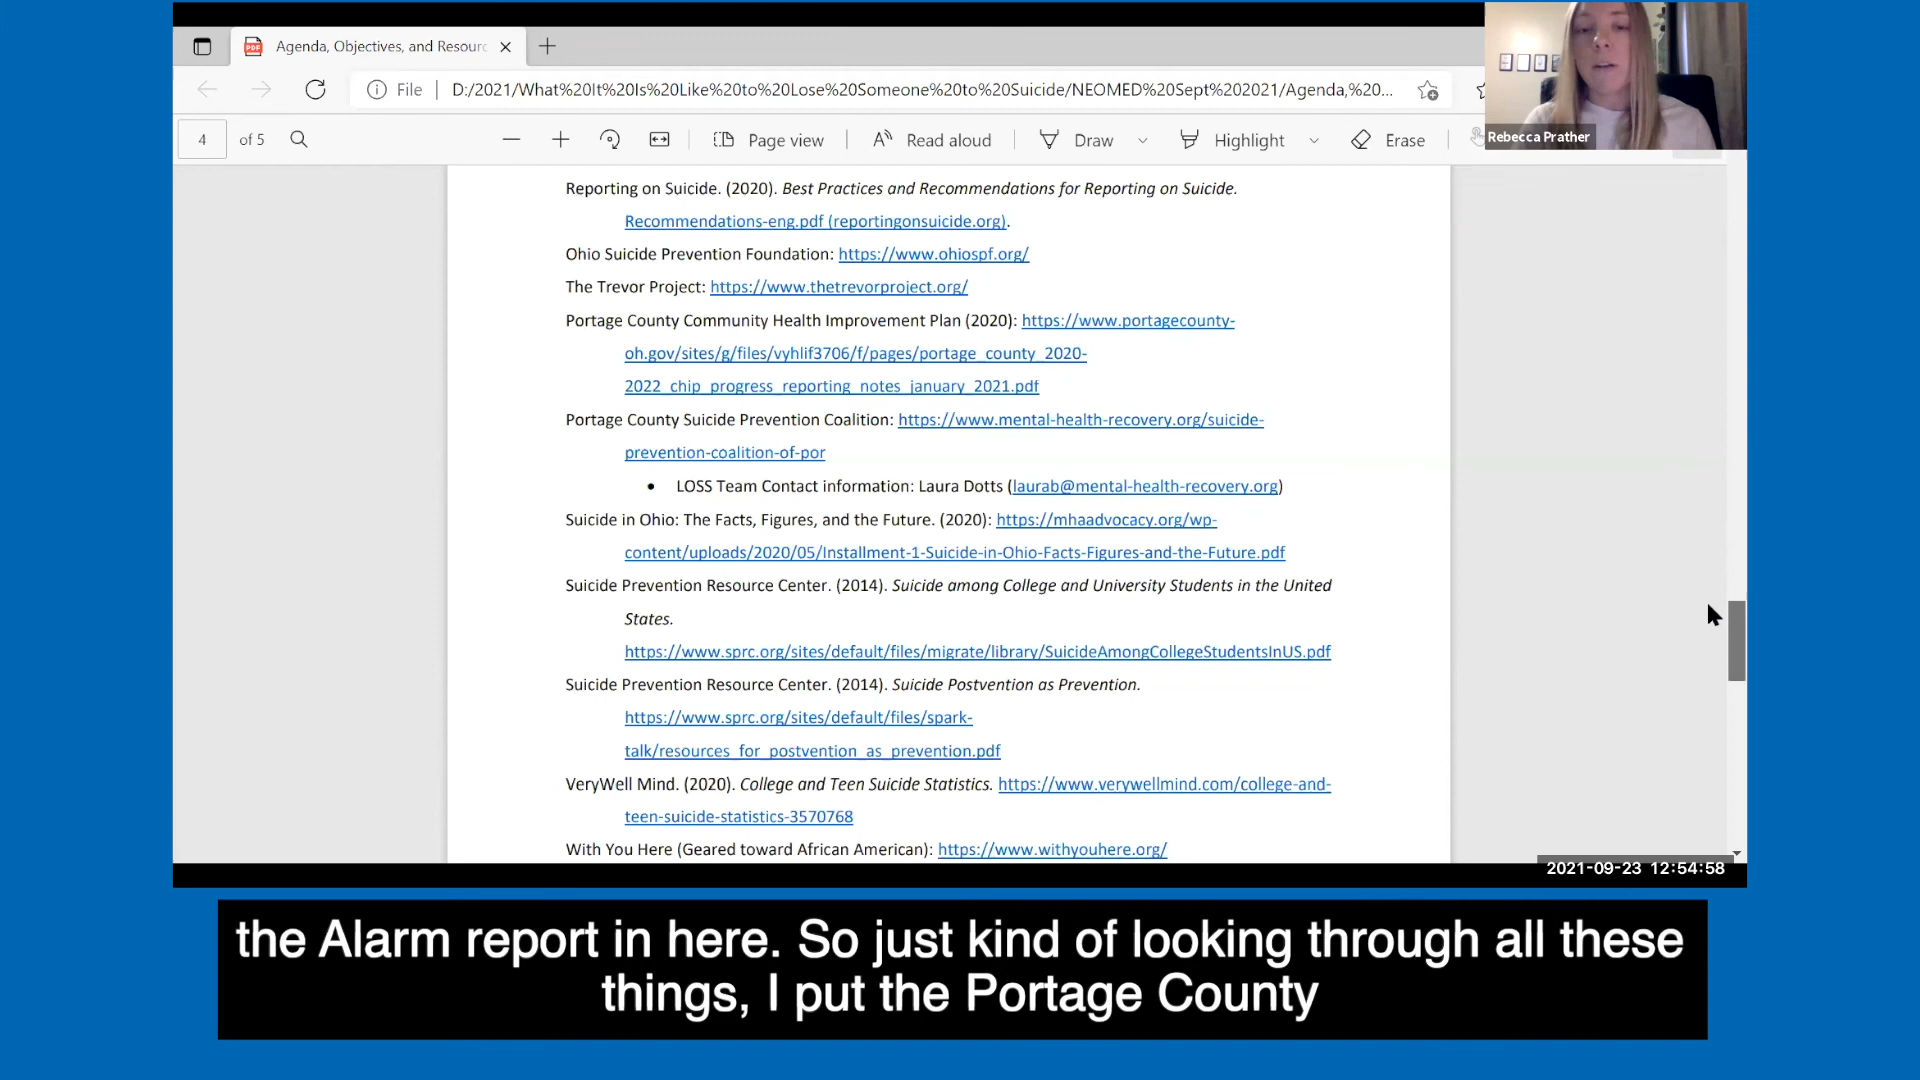 Agenda, Objectives, and Resourc
File
D:/2021/What%20It%20Is%20Like%20to%20Lose%20Someone%20to%20Suicide/NEOMED%20Sept%202021/Agenda,%20...
4 of 5
Page view
Read aloud
Draw
Highlight
Erase
Rebecca Prather
Reporting on Suicide. (2020). Best Practices and Recommendations for Reporting on Suicide.
Recommendations-eng.pdf (reportingonsuicide.org).
Ohio Suicide Prevention Foundation: https://www.ohiospf.org/
The Trevor Project: https://www.thetrevorproject.org/
Portage County Community Health Improvement Plan (2020): https://www.portagecounty-
oh.gov/sites/g/files/vyhlif3706/f/pages/portage_county_2020-
2022_chip_progress_reporting_notes_january_2021.pdf
Portage County Suicide Prevention Coalition: https://www.mental-health-recovery.org/suicide-
prevention-coalition-of-por
• LOSS Team Contact information: Laura Dotts (laurab@mental-health-recovery.org)
Suicide in Ohio: The Facts, Figures, and the Future. (2020): https://mhaadvocacy.org/wp-
content/uploads/2020/05/Installment-1-Suicide-in-Ohio-Facts-Figures-and-the-Future.pdf
Suicide Prevention Resource Center. (2014). Suicide among College and University Students in the United
States.
https://www.sprc.org/sites/default/files/migrate/library/SuicideAmongCollegeStudentsInUS.pdf
Suicide Prevention Resource Center. (2014). Suicide Postvention as Prevention.
https://www.sprc.org/sites/default/files/spark-
talk/resources_for_postvention_as_prevention.pdf
VeryWell Mind. (2020). College and Teen Suicide Statistics. https://www.verywellmind.com/college-and-
teen-suicide-statistics-3570768
With You Here (Geared toward African American): https://www.withyouhere.org/
2021-09-23 12:54:58
the Alarm report in here. So just kind of looking through all these
things, I put the Portage County